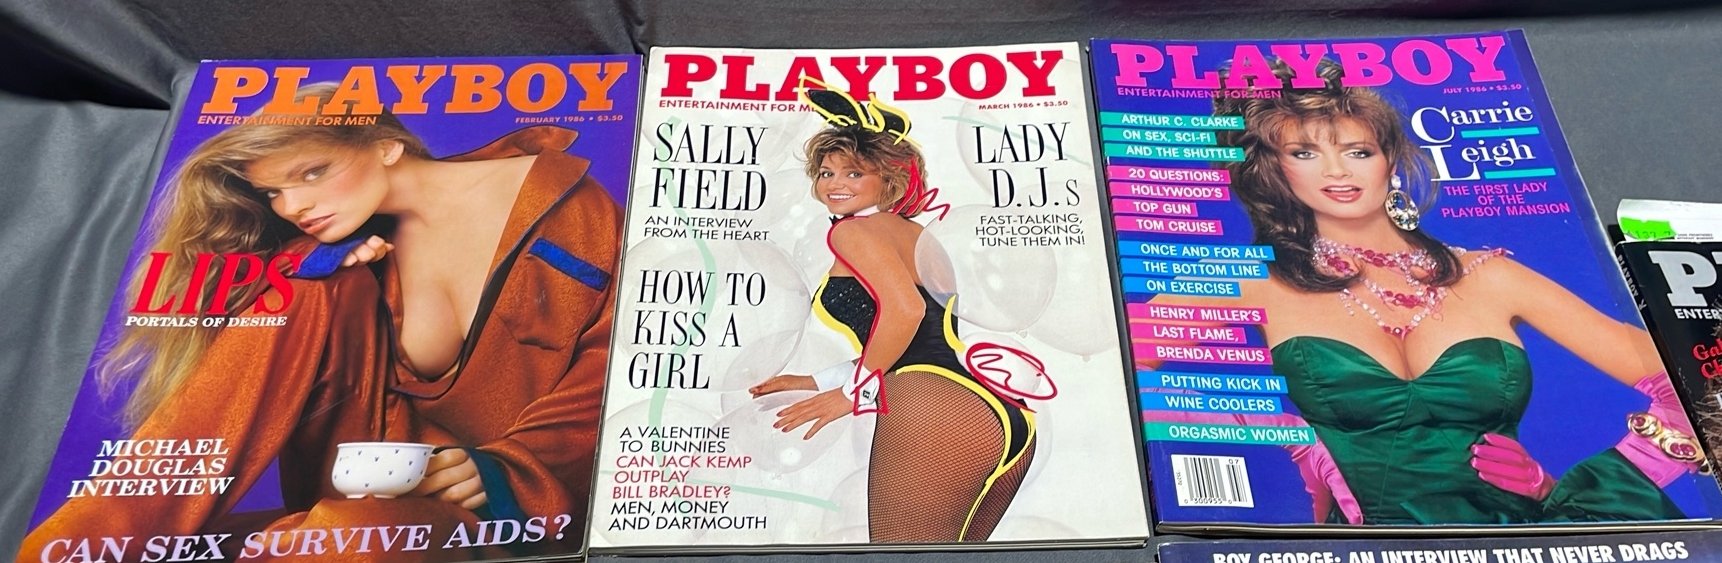 PLAYBOY
ENTERTAINMENT FOR MEN
FEBRUARY 1986 • $3.50
LIPS
PORTALS OF DESIRE
MICHAEL
DOUGLAS
INTERVIEW
CAN SEX SURVIVE AIDS?
PLAYBOY
ENTERTAINMENT FOR
MARCH 1986 • $3.50
SALLY
FIELD
AN INTERVIEW
FROM THE HEART
LADY
D.J.s
FAST-TALKING,
HOT-LOOKING,
TUNE THEM IN!
HOW TO
KISS A
GIRL
A VALENTINE
TO BUNNIES
CAN JACK KEMP
OUTPLAY
BILL BRADLEY?
MEN, MONEY
AND DARTMOUTH
PLAYBOY
ENTERTAINMENT FOR MEN
JULY 1986 • $3.50
Carrie
Leigh
THE FIRST LADY
OF THE
PLAYBOY MANSION
ARTHUR C. CLARKE
ON SEX, SCI-FI
AND THE SHUTTLE
20 QUESTIONS:
HOLLYWOOD'S
TOP GUN
TOM CRUISE
ONCE AND FOR ALL
THE BOTTOM LINE
ON EXERCISE
HENRY MILLER'S
LAST FLAME,
BRENDA VENUS
PUTTING KICK IN
WINE COOLERS
ORGASMIC WOMEN
07
BOY GEORGE: AN INTERVIEW THAT NEVER DRAGS
P
ENTER